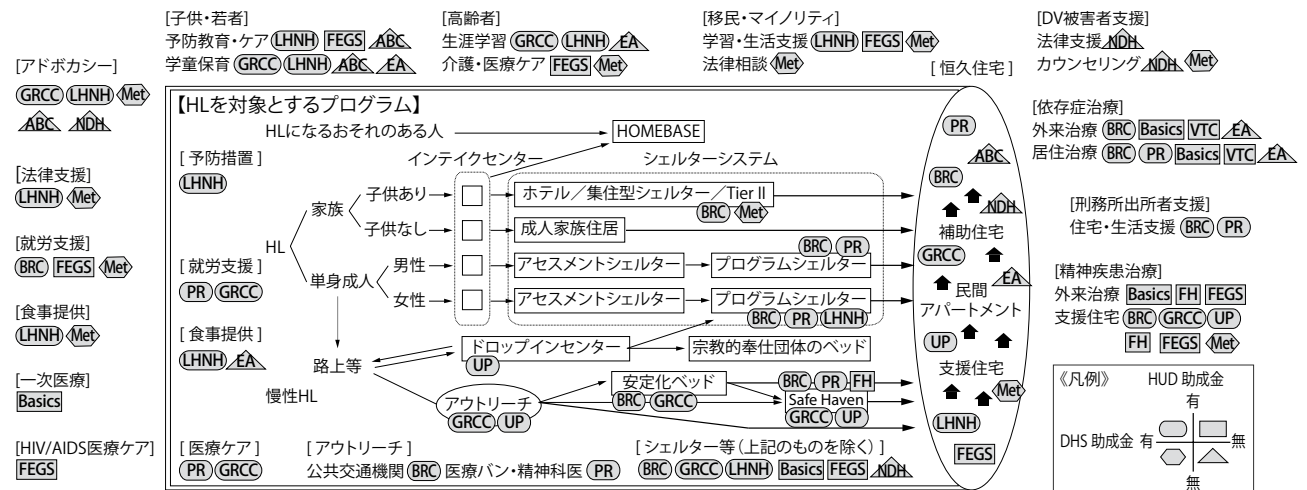 [子供・若者]
予防教育・ケア LHNH FEGS ABC
学童保育 GRCC LHNH ABC EA
[高齢者]
生涯学習 GRCC LHNH EA
介護・医療ケア FEGS Met
[移民・マイノリティ]
学習・生活支援 LHNH FEGS Met
法律相談 Met
[DV被害者支援]
法律支援 NDH
カウンセリング NDH Met
[アドボカシー]
GRCC LHNH Met
ABC NDH
[法律支援]
LHNH Met
[就労支援]
BRC FEGS Met
[食事提供]
LHNH Met
[一次医療]
Basics
[HIV/AIDS医療ケア]
FEGS
【HLを対象とするプログラム】
HLになるおそれのある人
HOMEBASE
[ 予防措置 ]
LHNH
インテイクセンター
シェルターシステム
HL
家族
子供あり
ホテル／集住型シェルター／Tier II
BRC Met
子供なし
成人家族住居
単身成人
男性
アセスメントシェルター
プログラムシェルター
BRC PR
女性
アセスメントシェルター
プログラムシェルター
BRC PR LHNH
[ 就労支援 ]
PR GRCC
[ 食事提供 ]
LHNH EA
路上等
慢性HL
ドロップインセンター
UP
宗教的奉仕団体のベッド
アウトリーチ
GRCC UP
安定化ベッド
BRC GRCC
BRC PR FH
Safe Haven
GRCC UP
[ 医療ケア ]
PR GRCC
[ アウトリーチ ]
公共交通機関 BRC 医療バン・精神科医 PR
[ シェルター等（上記のものを除く） ]
BRC GRCC LHNH Basics FEGS NDH
[ 恒久住宅 ]
PR
ABC
BRC
NDH
補助住宅
GRCC
EA
民間
アパートメント
UP
支援住宅
Met
LHNH
FEGS
[依存症治療]
外来治療 BRC Basics VTC EA
居住治療 BRC PR Basics VTC EA
[刑務所出所者支援]
住宅・生活支援 BRC PR
[精神疾患治療]
外来治療 Basics FH FEGS
支援住宅 BRC GRCC UP
FH FEGS Met
《凡例》
HUD 助成金
有
DHS 助成金 有
無
無